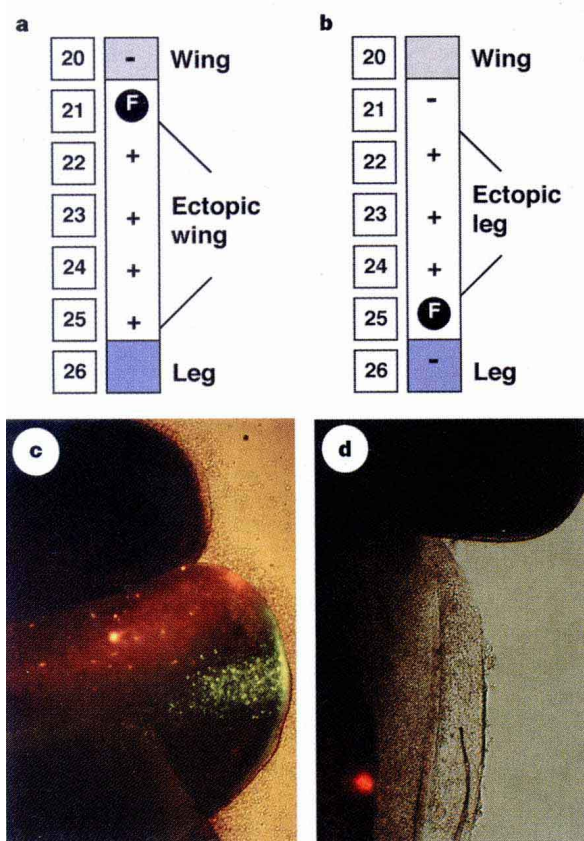 a
20 - Wing
21 F
22 +
23 + Ectopic
wing
24 +
25 +
26 Leg
b
20 Wing
21 -
22 +
23 + Ectopic
leg
24 +
25 F
26 - Leg
c
d